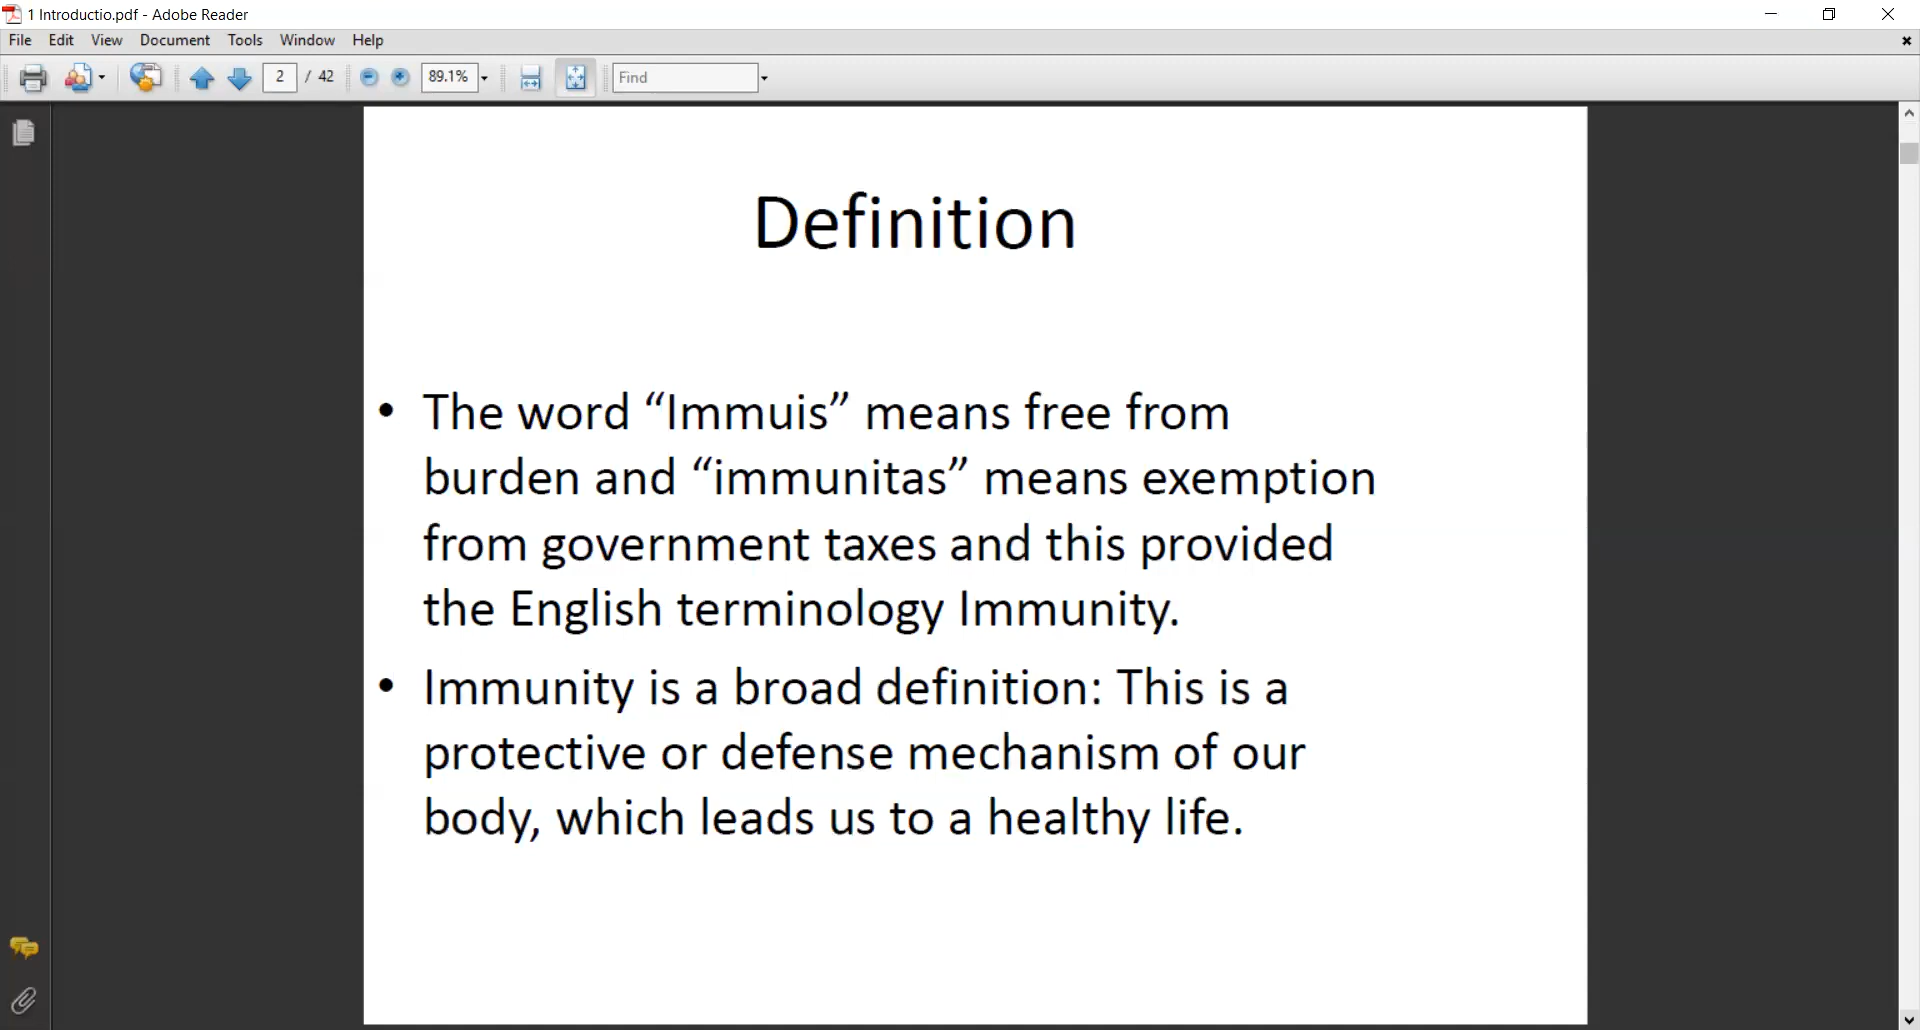 1 Introductio.pdf - Adobe Reader
File Edit View Document Tools Window Help
2 / 42 89.1% Find
Definition
• The word “Immuis” means free from
burden and “immunitas” means exemption
from government taxes and this provided
the English terminology Immunity.
• Immunity is a broad definition: This is a
protective or defense mechanism of our
body, which leads us to a healthy life.